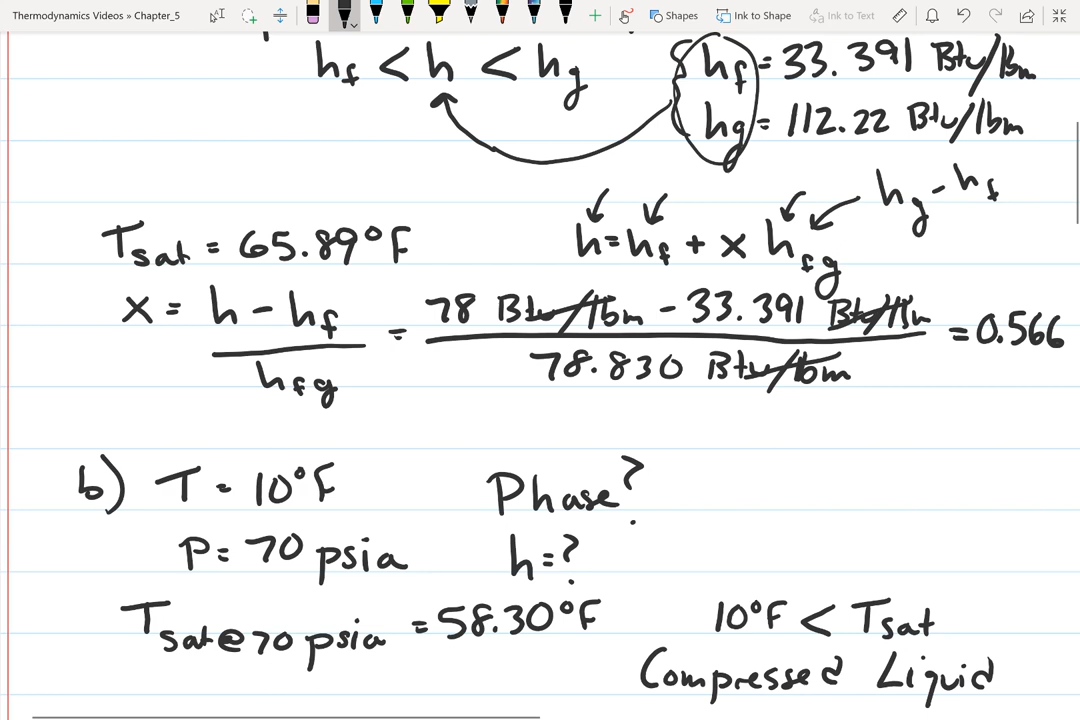 Thermodynamics Videos » Chapter_5
Shapes
Ink to Shape
Ink to Text
hf < h < hg
hf = 33.391 Btu/lbm
hg = 112.22 Btu/lbm
hg - hf
Tsat = 65.89°F
h = hf + x hfg
x = h - hf / hfg = 78 Btu/lbm - 33.391 Btu/lbm / 78.830 Btu/lbm = 0.566
b) T = 10°F
Phase?
P = 70 psia
h = ?
Tsat@70 psia = 58.30°F
10°F < Tsat
Compressed Liquid